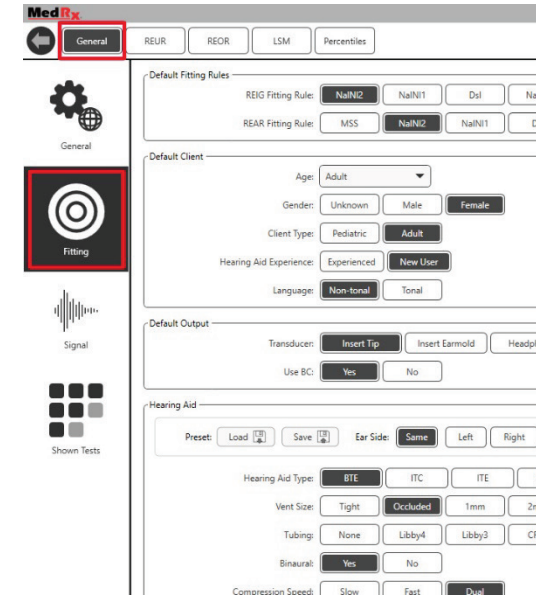 MedRx
General REUR REOR LSM Percentiles
Default Fitting Rules
REIG Fitting Rule: NalNl2 NalNl1 Dsl Na
REAR Fitting Rule: MSS NalNl2 NalNl1 D
General
Default Client
Age: Adult
Gender: Unknown Male Female
Client Type: Pediatric Adult
Fitting
Hearing Aid Experience: Experienced New User
Language: Non-tonal Tonal
Default Output
Transducer: Insert Tip Insert Earmold Headph
Signal
Use BC: Yes No
Hearing Aid
Preset: Load Save Ear Side: Same Left Right
Shown Tests
Hearing Aid Type: BTE ITC ITE
Vent Size: Tight Occluded 1mm 2m
Tubing: None Libby4 Libby3 CF
Binaural: Yes No
Compression Speed: Slow Fast Dual